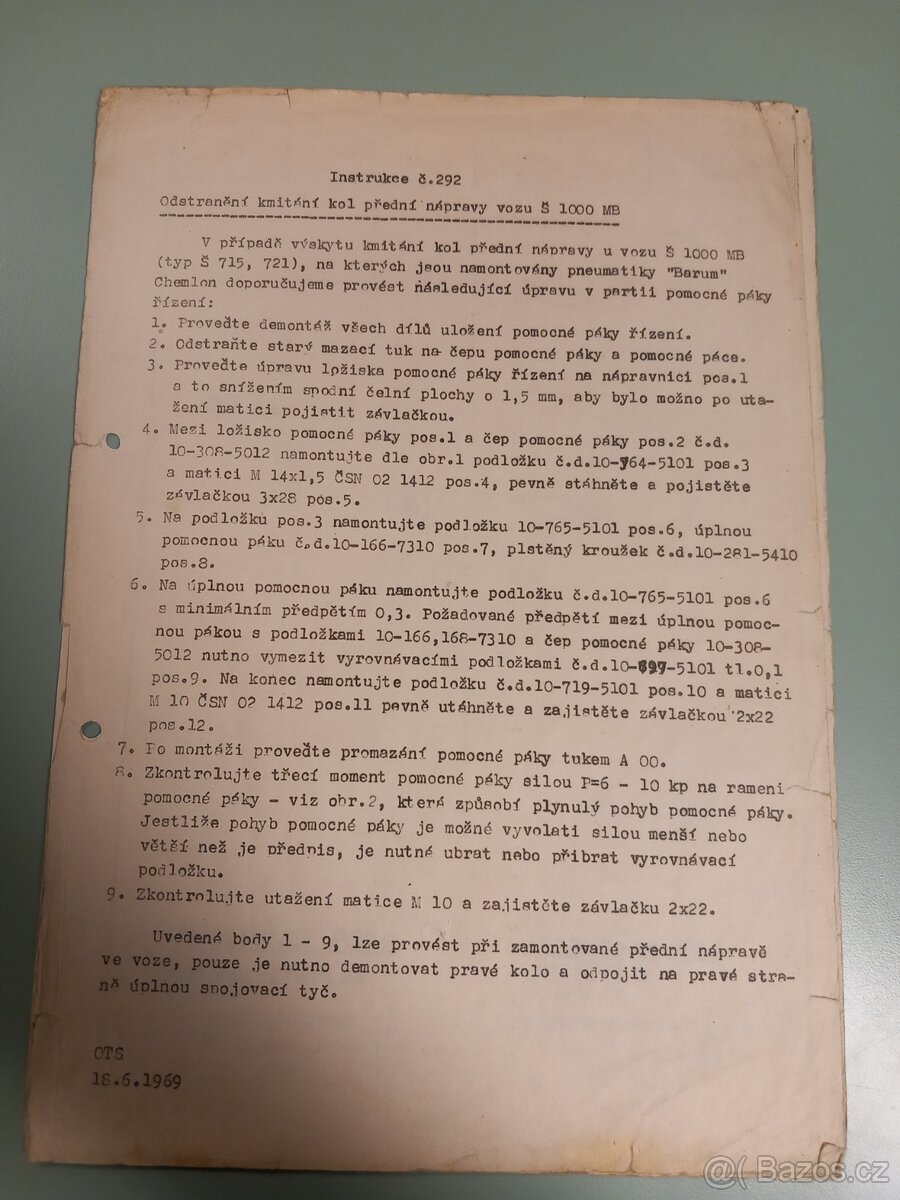 Instrukce č.292
Odstranění kmitání kol přední nápravy vozu Š 1000 MB
V případě výskytu kmitání kol přední nápravy u vozu Š 1000 MB
(typ Š 715, 721), na kterých jsou namontovány pneumatiky "Barum"
Chemlon doporučujeme provést následující úpravu v partii pomocné páky
řízení:
1. Proveďte demontáž všech dílů uložení pomocné páky řízení.
2. Odstraňte starý mazací tuk na čepu pomocné páky a pomocné páce.
3. Proveďte úpravu ložiska pomocné páky řízení na nápravnici pos.1
a to snížením spodní čelní plochy o 1,5 mm, aby bylo možno po uta-
žení matici pojistit závlačkou.
4. Mezi ložisko pomocné páky pos.1 a čep pomocné páky pos.2 č.d.
10-308-5012 namontujte dle obr.1 podložku č.d.10-764-5101 pos.3
a matici M 14x1,5 ČSN 02 1412 pos.4, pevně stáhněte a pojistěte
závlačkou 3x28 pos.5.
5. Na podložku pos.3 namontujte podložku 10-765-5101 pos.6, úplnou
pomocnou páku č.d.10-166-7310 pos.7, plstěný kroužek č.d.10-281-5410
pos.8.
6. Na úplnou pomocnou páku namontujte podložku č.d.10-765-5101 pos.6
s minimálním předpětím 0,3. Požadované předpětí mezi úplnou pomoc-
nou pákou s podložkami 10-166,168-7310 a čep pomocné páky 10-308-
5012 nutno vymezit vyrovnávacími podložkami tl.0,1
pos.9. Na konec namontujte podložku č.d.10-719-5101 pos.10 a matici
M 10 ČSN 02 1412 pos.11 pevně utáhněte a zajistěte závlačkou 2x22
pos.12.
7. Po montáži proveďte promazání pomocné páky tukem A 00.
8. Zkontrolujte třecí moment pomocné páky silou P=6 - 10 kp na rameni
pomocné páky - viz obr.2, která způsobí plynulý pohyb pomocné páky.
Jestliže pohyb pomocné páky je možné vyvolati silou menší nebo
větší než je předpis, je nutné ubrat nebo přibrat vyrovnávací
podložku.
9. Zkontrolujte utažení matice M 10 a zajistěte závlačku 2x22.
Uvedené body 1 - 9, lze provést při zamontované přední nápravě
ve voze, pouze je nutno demontovat pravé kolo a odpojit na pravé stra-
ně úplnou spojovací tyč.
OTS
18.6.1969
@( Bazos.cz